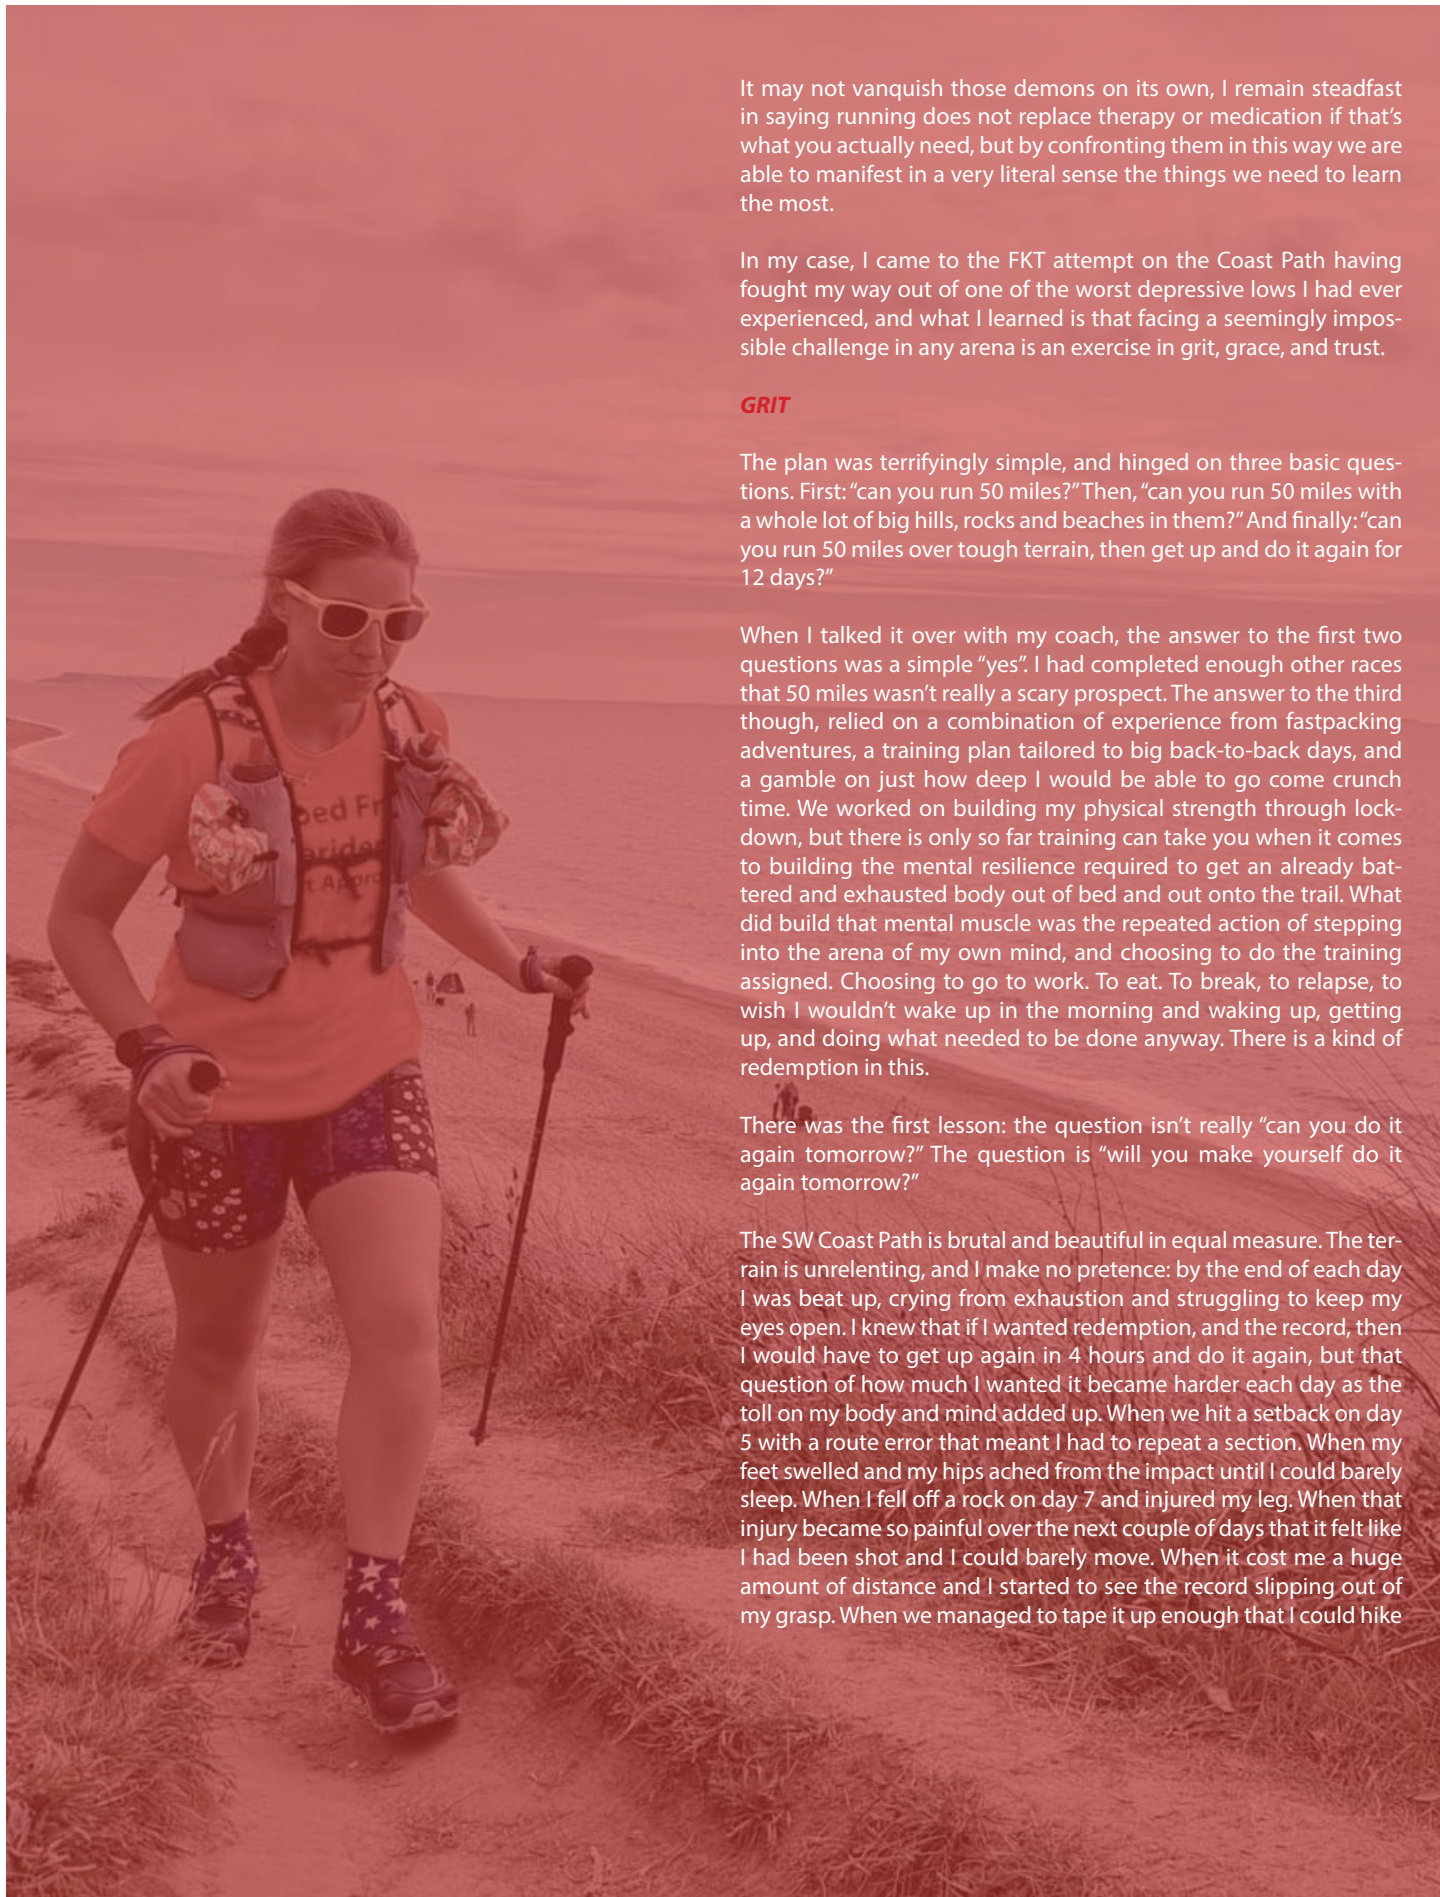 It may not vanquish those demons on its own, I remain steadfast
in saying running does not replace therapy or medication if that’s
what you actually need, but by confronting them in this way we are
able to manifest in a very literal sense the things we need to learn
the most.
In my case, I came to the FKT attempt on the Coast Path having
fought my way out of one of the worst depressive lows I had ever
experienced, and what I learned is that facing a seemingly impos-
sible challenge in any arena is an exercise in grit, grace, and trust.
GRIT
The plan was terrifyingly simple, and hinged on three basic ques-
tions. First: “can you run 50 miles?” Then, “can you run 50 miles with
a whole lot of big hills, rocks and beaches in them?” And finally: “can
you run 50 miles over tough terrain, then get up and do it again for
12 days?”
When I talked it over with my coach, the answer to the first two
questions was a simple “yes”. I had completed enough other races
that 50 miles wasn’t really a scary prospect. The answer to the third
though, relied on a combination of experience from fastpacking
adventures, a training plan tailored to big back-to-back days, and
a gamble on just how deep I would be able to go come crunch
time. We worked on building my physical strength through lock-
down, but there is only so far training can take you when it comes
to building the mental resilience required to get an already bat-
tered and exhausted body out of bed and out onto the trail. What
did build that mental muscle was the repeated action of stepping
into the arena of my own mind, and choosing to do the training
assigned. Choosing to go to work. To eat. To break, to relapse, to
wish I wouldn’t wake up in the morning and waking up, getting
up, and doing what needed to be done anyway. There is a kind of
redemption in this.
There was the first lesson: the question isn’t really “can you do it
again tomorrow?” The question is “will you make yourself do it
again tomorrow?”
The SW Coast Path is brutal and beautiful in equal measure. The ter-
rain is unrelenting, and I make no pretence: by the end of each day
I was beat up, crying from exhaustion and struggling to keep my
eyes open. I knew that if I wanted redemption, and the record, then
I would have to get up again in 4 hours and do it again, but that
question of how much I wanted it became harder each day as the
toll on my body and mind added up. When we hit a setback on day
5 with a route error that meant I had to repeat a section. When my
feet swelled and my hips ached from the impact until I could barely
sleep. When I fell off a rock on day 7 and injured my leg. When that
injury became so painful over the next couple of days that it felt like
I had been shot and I could barely move. When it cost me a huge
amount of distance and I started to see the record slipping out of
my grasp. When we managed to tape it up enough that I could hike